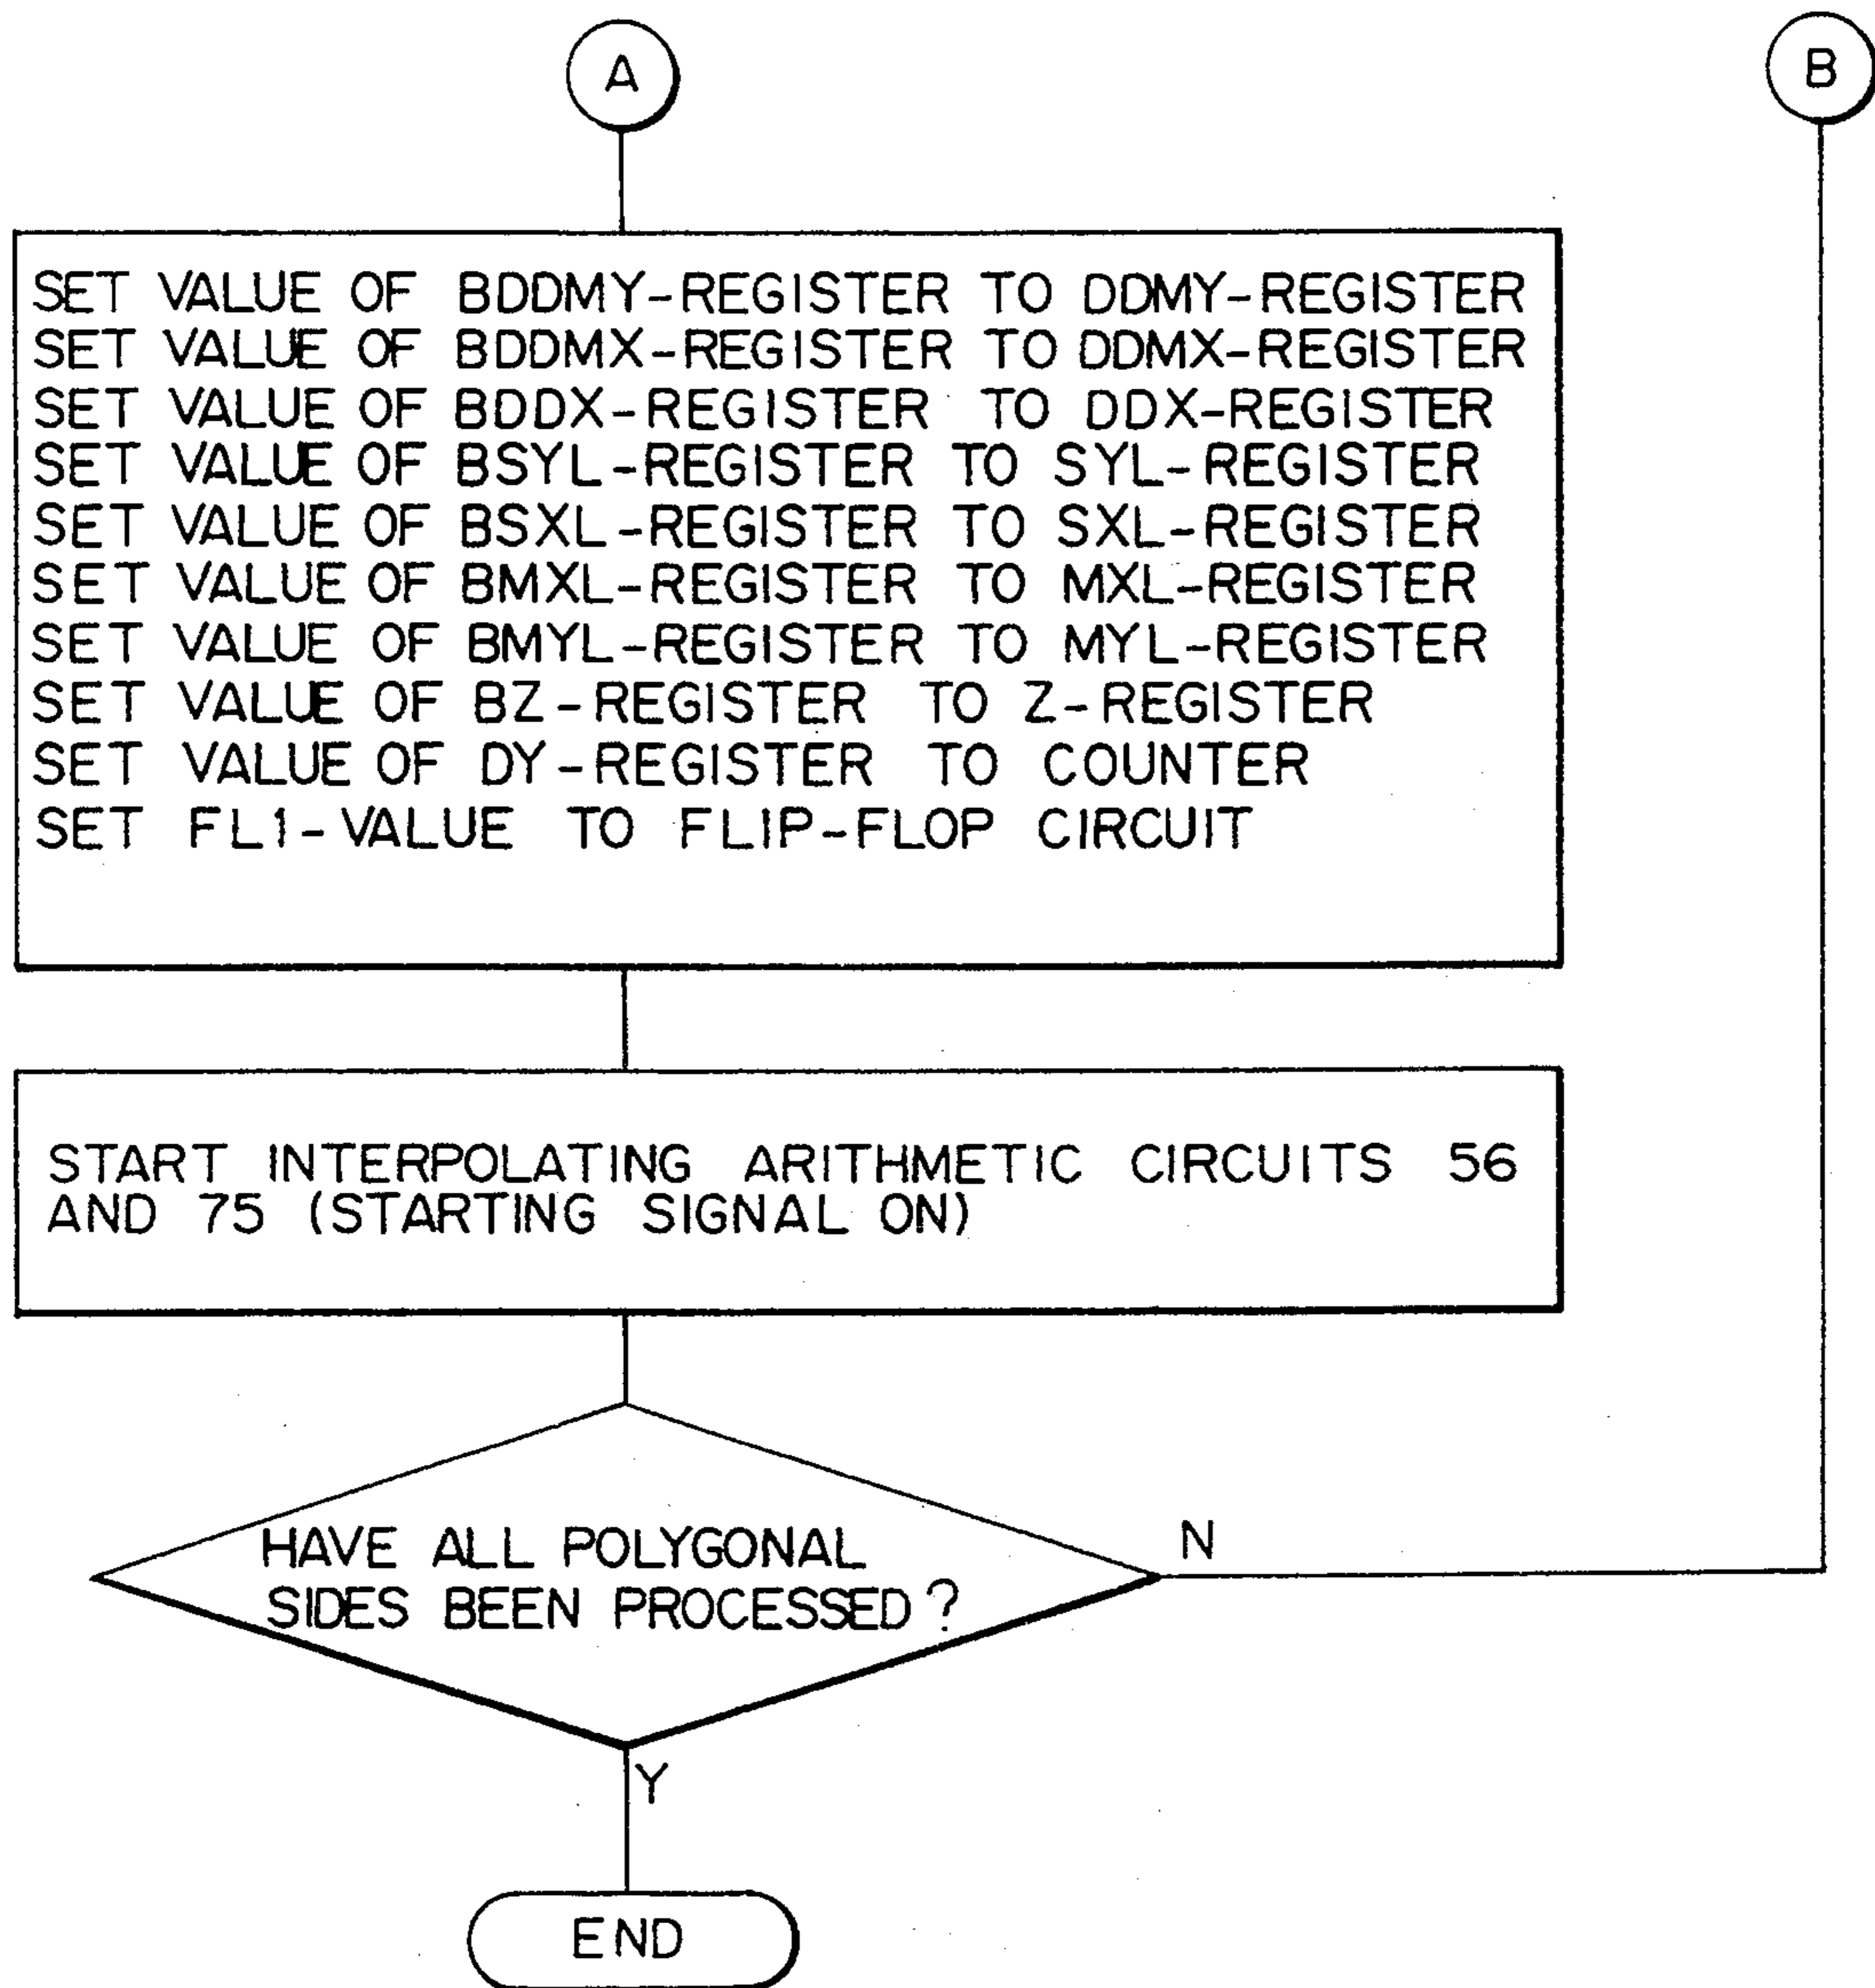 A
B
SET VALUE OF BDDMY-REGISTER TO DDMY-REGISTER
SET VALUE OF BDDMX-REGISTER TO DDMX-REGISTER
SET VALUE OF BDDX-REGISTER TO DDX-REGISTER
SET VALUE OF BSYL-REGISTER TO SYL-REGISTER
SET VALUE OF BSXL-REGISTER TO SXL-REGISTER
SET VALUE OF BMXL-REGISTER TO MXL-REGISTER
SET VALUE OF BMYL-REGISTER TO MYL-REGISTER
SET VALUE OF BZ-REGISTER TO Z-REGISTER
SET VALUE OF DY-REGISTER TO COUNTER
SET FL1-VALUE TO FLIP-FLOP CIRCUIT
START INTERPOLATING ARITHMETIC CIRCUITS 56
AND 75 (STARTING SIGNAL ON)
HAVE ALL POLYGONAL
SIDES BEEN PROCESSED?
N
Y
END